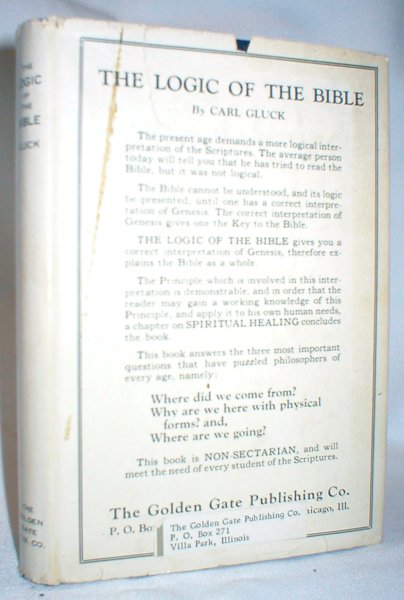 THE
LOGIC
OF
THE
BIBLE
GLUCK
THE
GOLDEN
GATE
CO.
THE LOGIC OF THE BIBLE
By CARL GLUCK
The present age demands a more logical inter-
pretation of the Scriptures. The average person
today will tell you that he has tried to read the
Bible, but it was not logical.
The Bible cannot be understood, and its logic
be presented, until one has a correct interpre-
tation of Genesis. The correct interpretation of
Genesis gives one the Key to the Bible.
THE LOGIC OF THE BIBLE gives you a
correct interpretation of Genesis, therefore ex-
plains the Bible as a whole.
The Principle which is involved in this inter-
pretation is demonstrable, and in order that the
reader may gain a working knowledge of this
Principle, and apply it to his own human needs,
a chapter on SPIRITUAL HEALING concludes
the book.
This book answers the three most important
questions that have puzzled philosophers of
every age, namely:
Where did we come from?
Why are we here with physical
forms? and,
Where are we going?
This book is NON-SECTARIAN, and will
meet the need of every student of the Scriptures.
The Golden Gate Publishing Co.
P. O. Bo icago, Ill.
The Golden Gate Publishing Co.
P. O. Box 271
Villa Park, Illinois